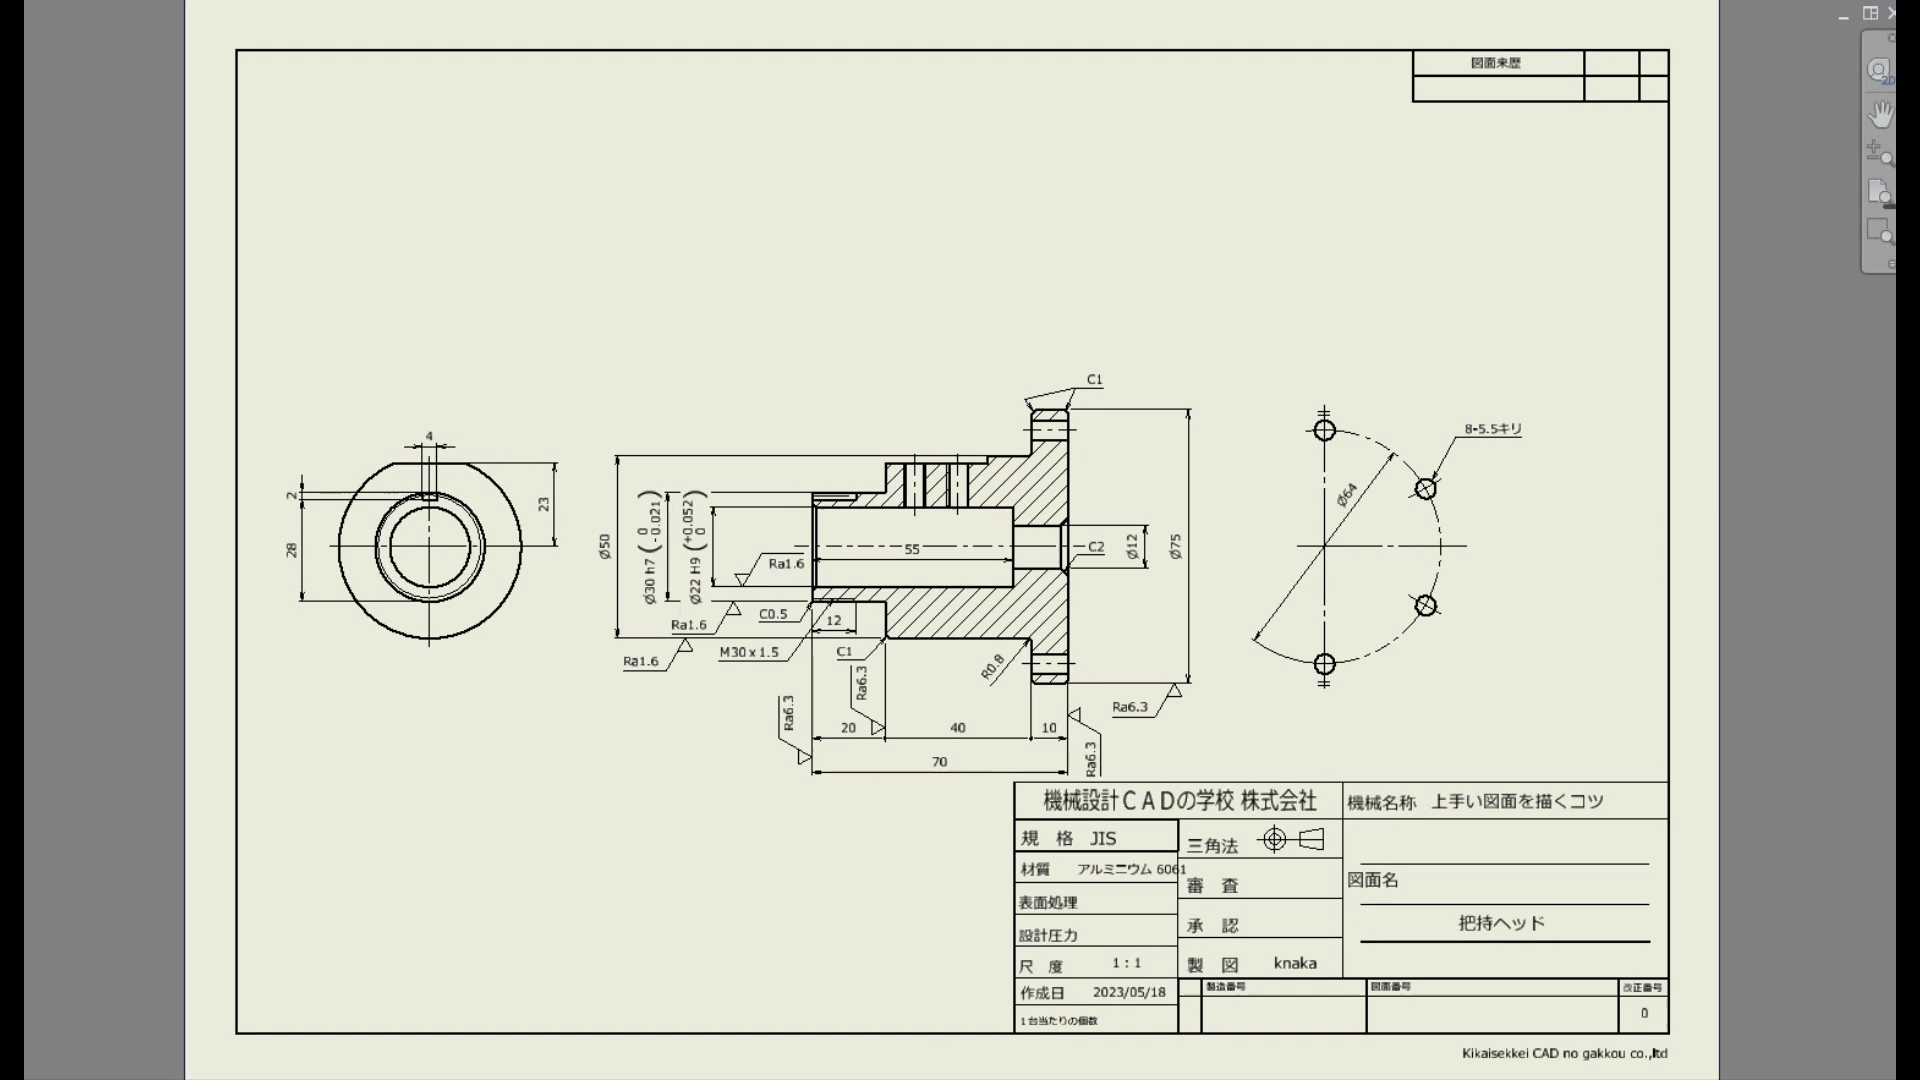 図面来歴
C1
4
2
28
23
Ø50
Ø30 h7 ( 0 -0.021 )
Ø22 H9 ( +0.052 0 )
55
Ra1.6
Ra1.6
Ra1.6
C0.5
12
M30 x 1.5
C1
Ra6.3
Ra6.3
R0.8
C2
Ø12
Ø75
Ra6.3
Ra6.3
20
40
10
70
8-5.5キリ
Ø64
機械設計CADの学校 株式会社
機械名称 上手い図面を描くコツ
規 格 JIS
三角法
材質 アルミニウム 6061
審 査
図面名
表面処理
承 認
把持ヘッド
設計圧力
尺 度 1 : 1
製 図 knaka
作成日 2023/05/18
製造番号
図面番号
改正番号
0
1台当たりの個数
Kikaisekkei CAD no gakkou co.,ltd
2D